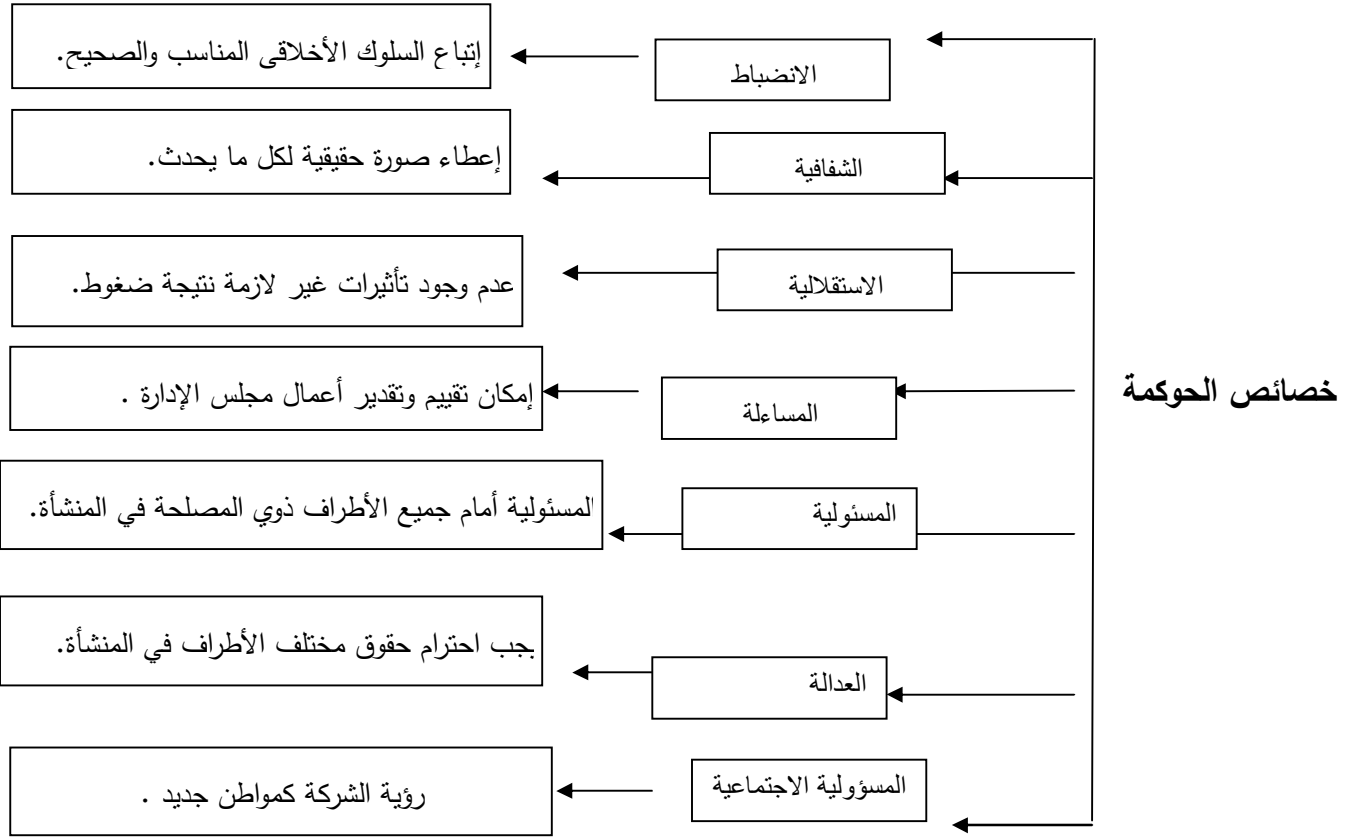 خصائص الحوكمة
الانضباط
إتباع السلوك الأخلاقى المناسب والصحيح.
الشفافية
إعطاء صورة حقيقية لكل ما يحدث.
الاستقلالية
عدم وجود تأثيرات غير لازمة نتيجة ضغوط.
المساءلة
إمكان تقييم وتقدير أعمال مجلس الإدارة .
المسئولية
المسئولية أمام جميع الأطراف ذوي المصلحة في المنشأة.
العدالة
يجب احترام حقوق مختلف الأطراف في المنشأة.
المسؤولية الاجتماعية
رؤية الشركة كمواطن جديد .